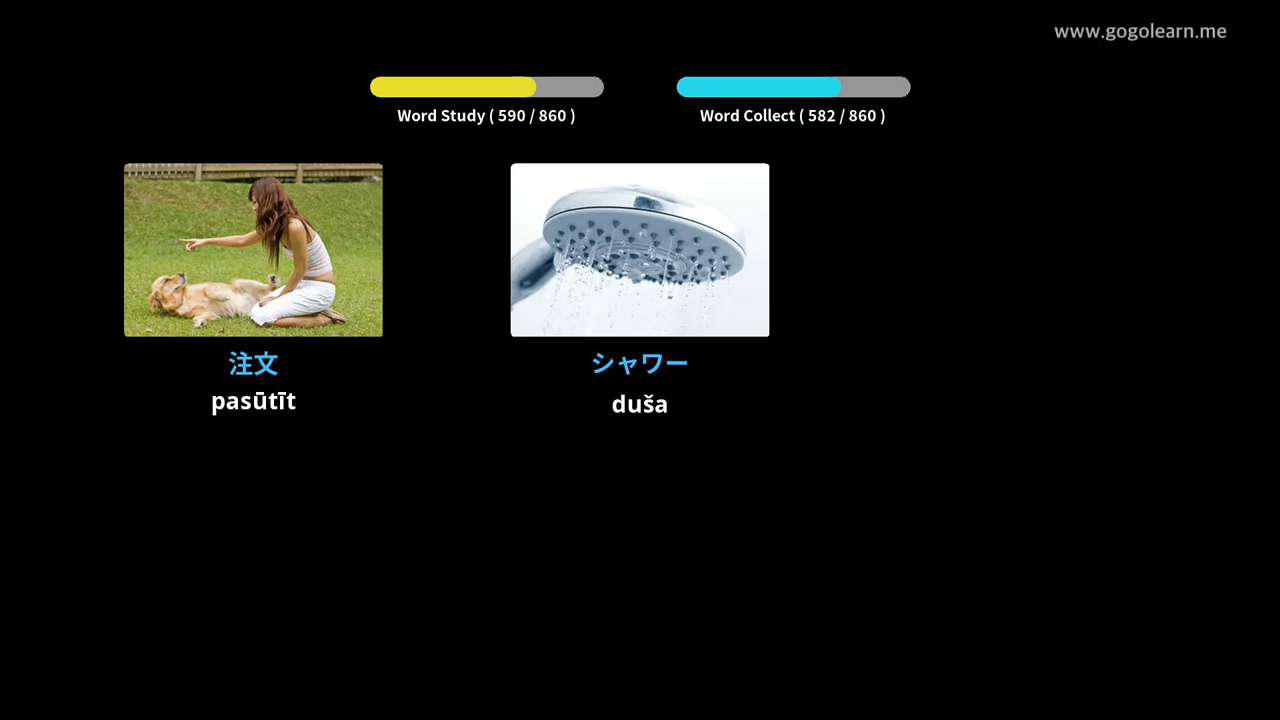 www.gogolearn.me
Word Study ( 590 / 860 )
Word Collect ( 582 / 860 )
注文
pasūtīt
シャワー
duša